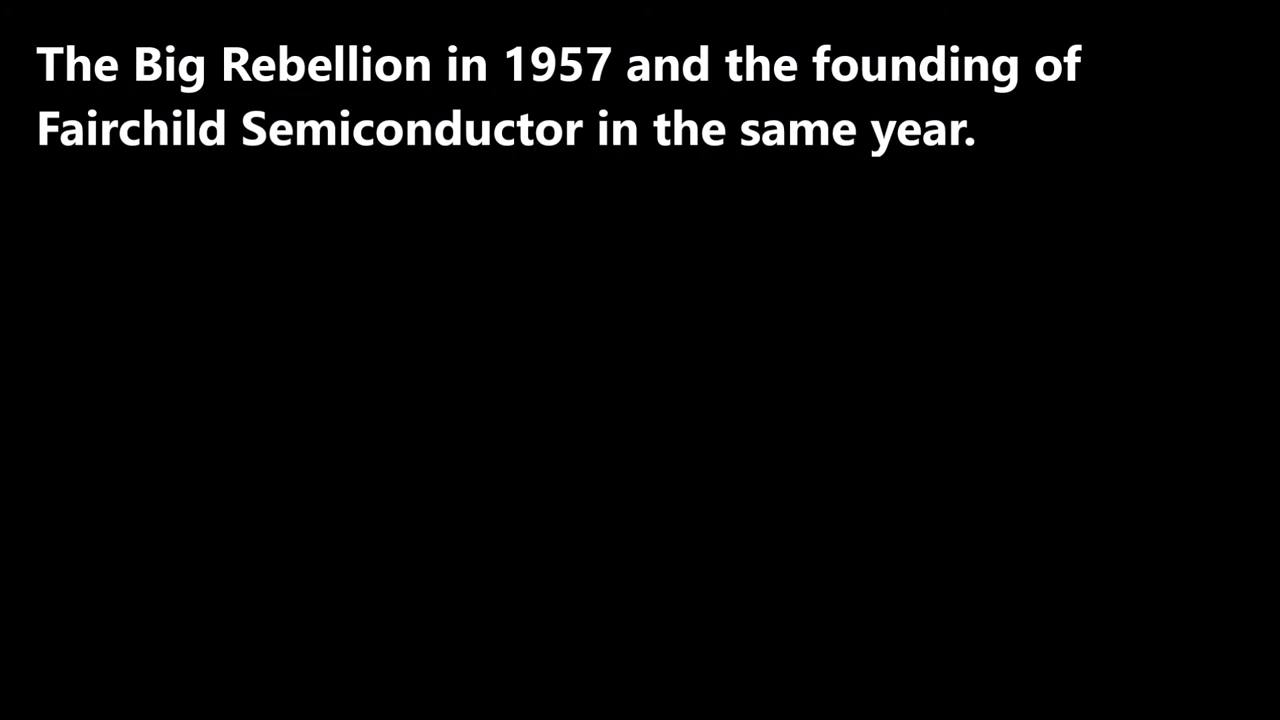 The Big Rebellion in 1957 and the founding of
Fairchild Semiconductor in the same year.